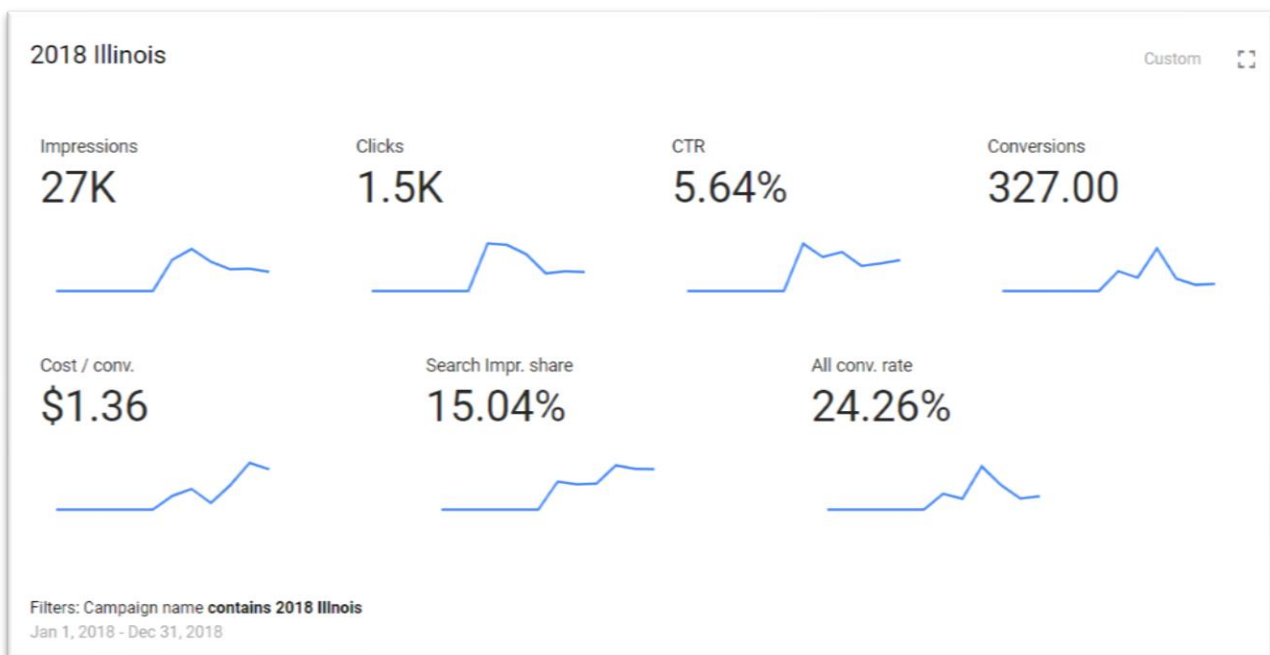 2018 Illinois
Custom
Impressions
Clicks
CTR
Conversions
27K
1.5K
5.64%
327.00
Cost / conv.
Search Impr. share
All conv. rate
$1.36
15.04%
24.26%
Filters: Campaign name contains 2018 Illnois
Jan 1, 2018 - Dec 31, 2018